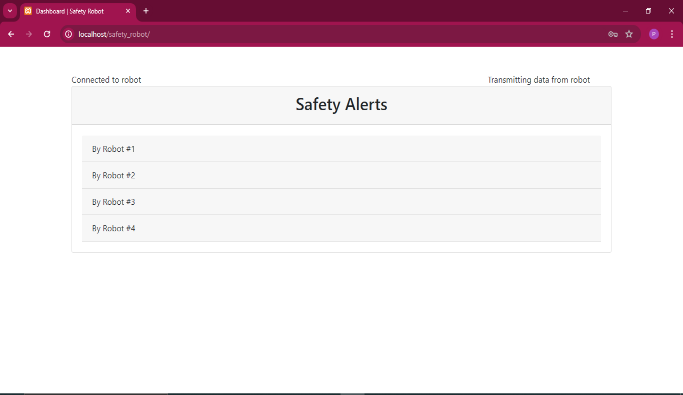 Dashboard | Safety Robot
localhost/safety_robot/
P
Connected to robot
Transmitting data from robot
Safety Alerts
By Robot #1
By Robot #2
By Robot #3
By Robot #4